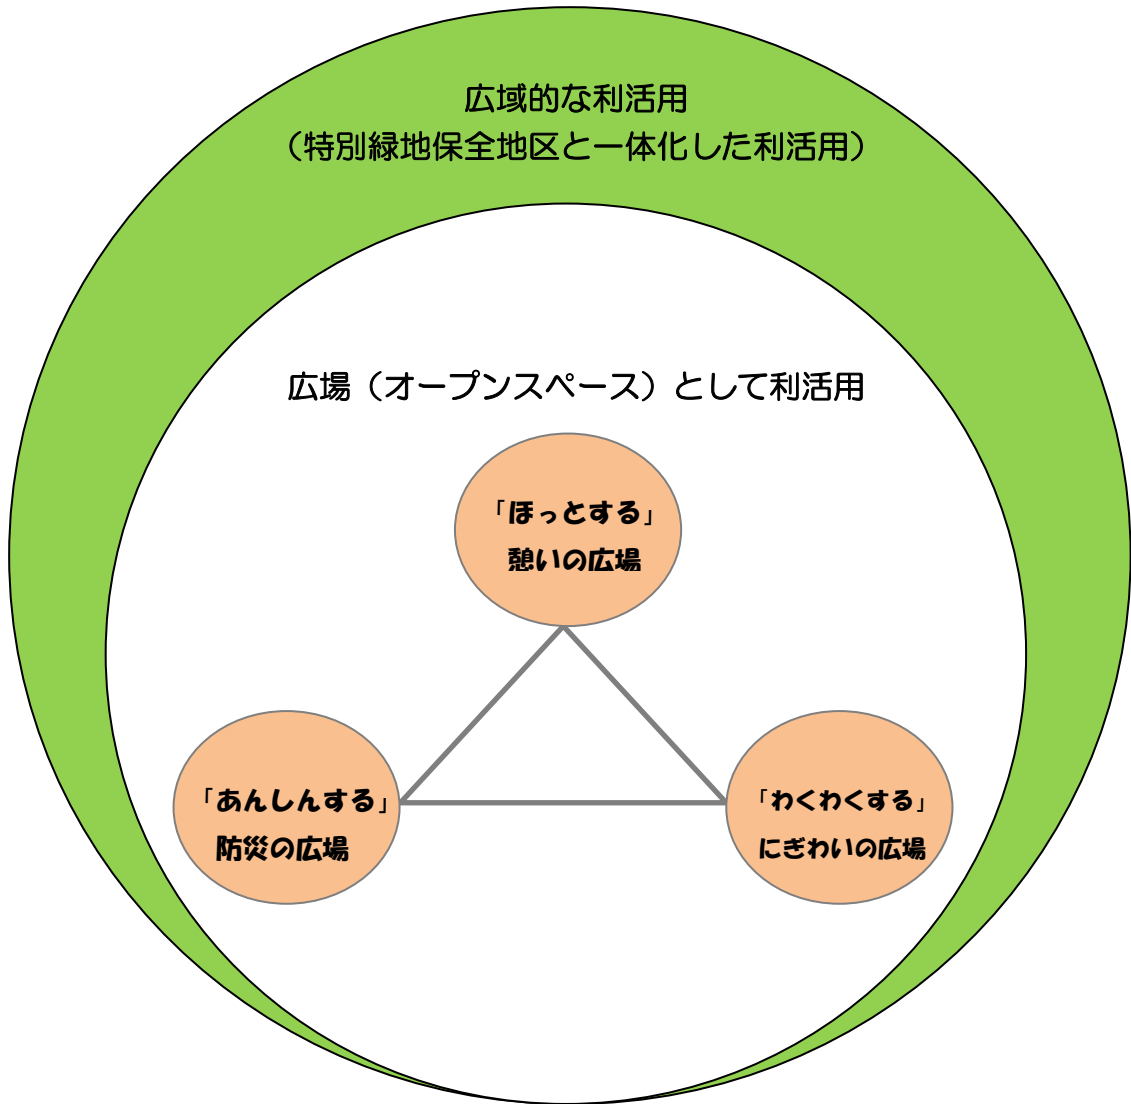 広域的な利活用
（特別緑地保全地区と一体化した利活用）
広場（オープンスペース）として利活用
「ほっとする」
憩いの広場
「あんしんする」
防災の広場
「わくわくする」
にぎわいの広場